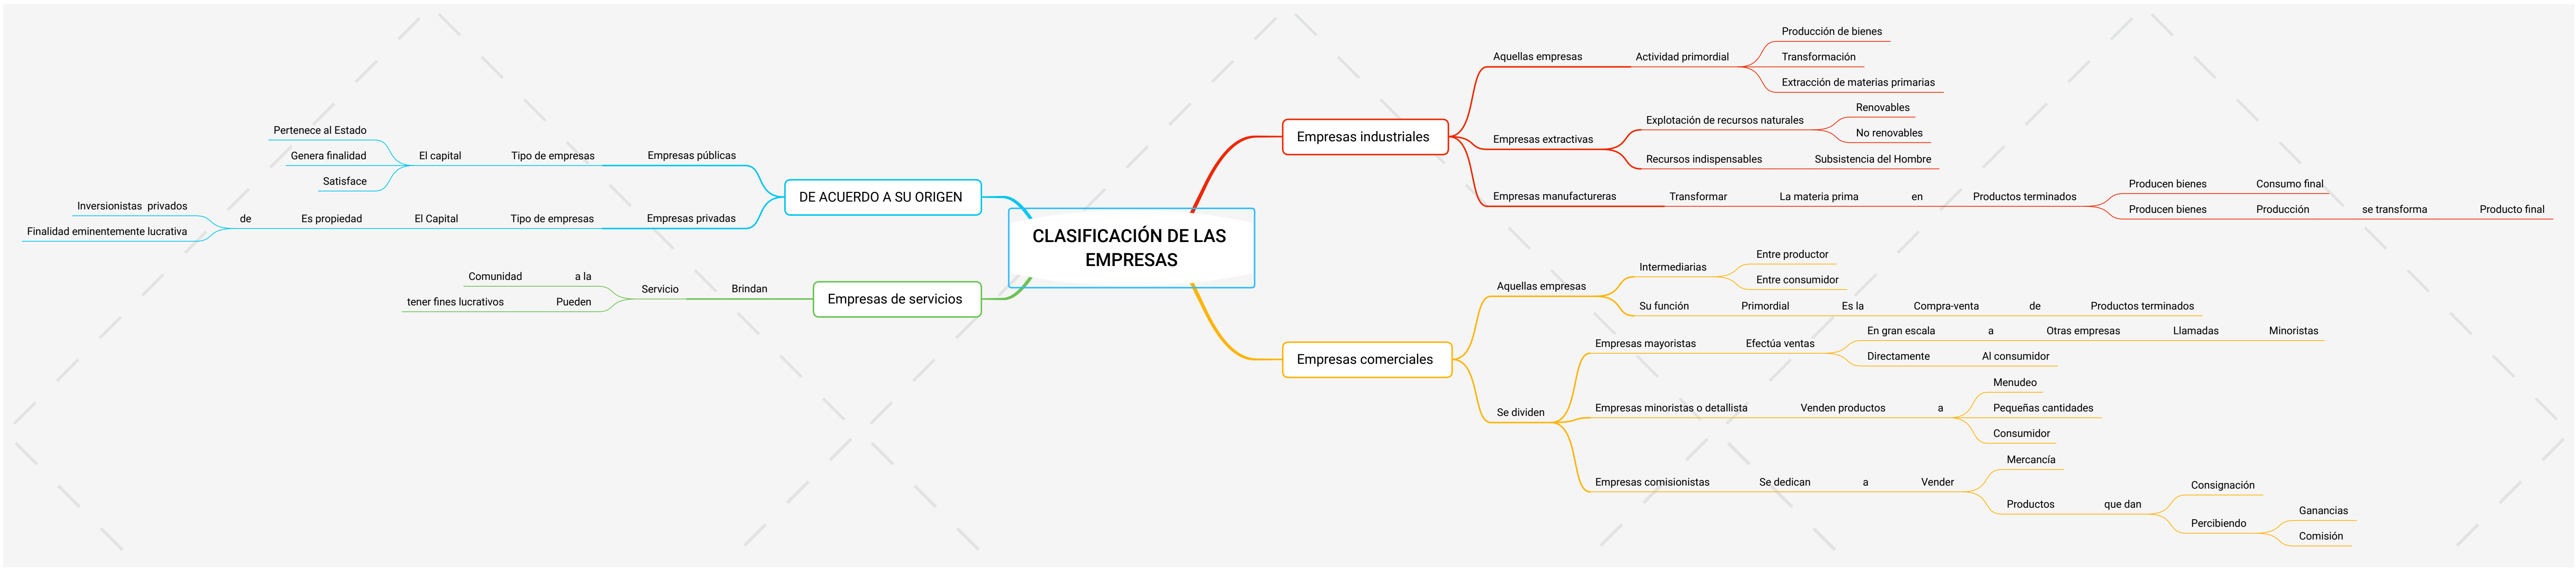 CLASIFICACIÓN DE LAS
EMPRESAS
DE ACUERDO A SU ORIGEN
Empresas públicas
Tipo de empresas
El capital
Pertenece al Estado
Genera finalidad
Satisface
Empresas privadas
Tipo de empresas
El Capital
Es propiedad
de
Inversionistas privados
Finalidad eminentemente lucrativa
Empresas de servicios
Brindan
Servicio
a la
Comunidad
Pueden
tener fines lucrativos
Empresas industriales
Aquellas empresas
Actividad primordial
Producción de bienes
Transformación
Extracción de materias primarias
Empresas extractivas
Explotación de recursos naturales
Renovables
No renovables
Recursos indispensables
Subsistencia del Hombre
Empresas manufactureras
Transformar
La materia prima
en
Productos terminados
Producen bienes
Consumo final
Producen bienes
Producción
se transforma
Producto final
Empresas comerciales
Aquellas empresas
Intermediarias
Entre productor
Entre consumidor
Su función
Primordial
Es la
Compra-venta
de
Productos terminados
Se dividen
Empresas mayoristas
Efectúa ventas
En gran escala
a
Otras empresas
Llamadas
Minoristas
Directamente
Al consumidor
Empresas minoristas o detallista
Venden productos
a
Menudeo
Pequeñas cantidades
Consumidor
Empresas comisionistas
Se dedican
a
Vender
Mercancía
Productos
que dan
Consignación
Percibiendo
Ganancias
Comisión